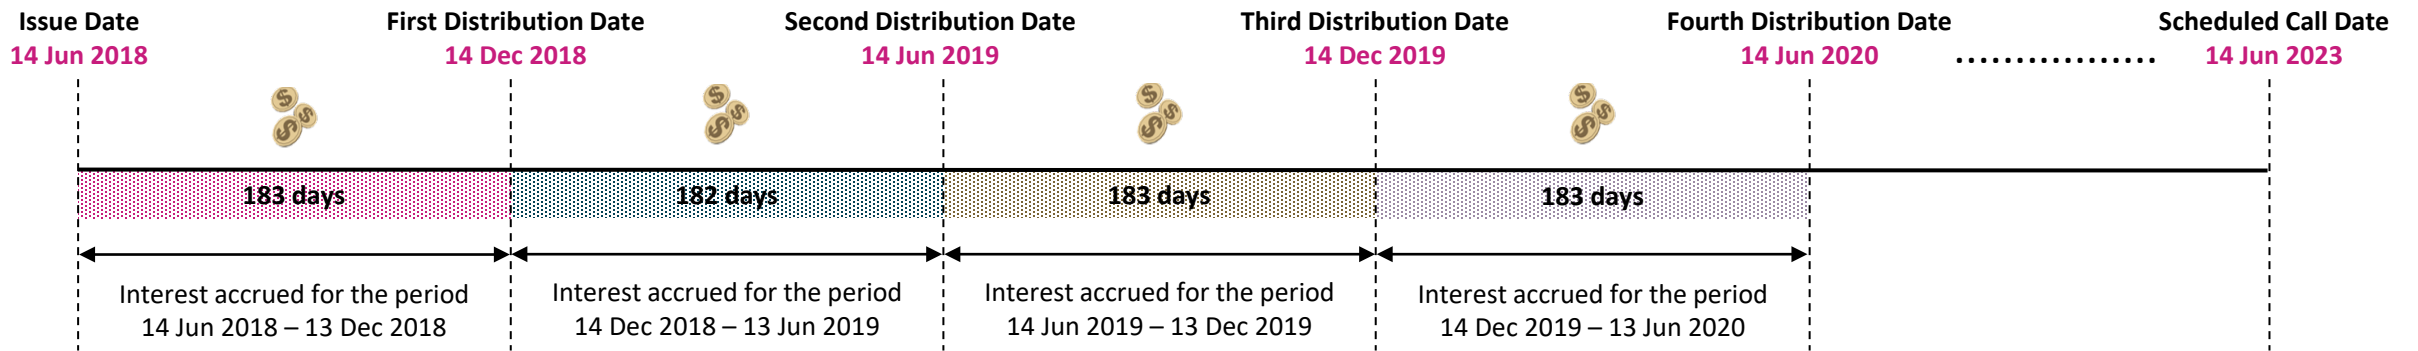 Issue Date
14 Jun 2018
First Distribution Date
14 Dec 2018
Second Distribution Date
14 Jun 2019
Third Distribution Date
14 Dec 2019
Fourth Distribution Date
14 Jun 2020
.................
Scheduled Call Date
14 Jun 2023
183 days
182 days
183 days
183 days
Interest accrued for the period
14 Jun 2018 – 13 Dec 2018
Interest accrued for the period
14 Dec 2018 – 13 Jun 2019
Interest accrued for the period
14 Jun 2019 – 13 Dec 2019
Interest accrued for the period
14 Dec 2019 – 13 Jun 2020